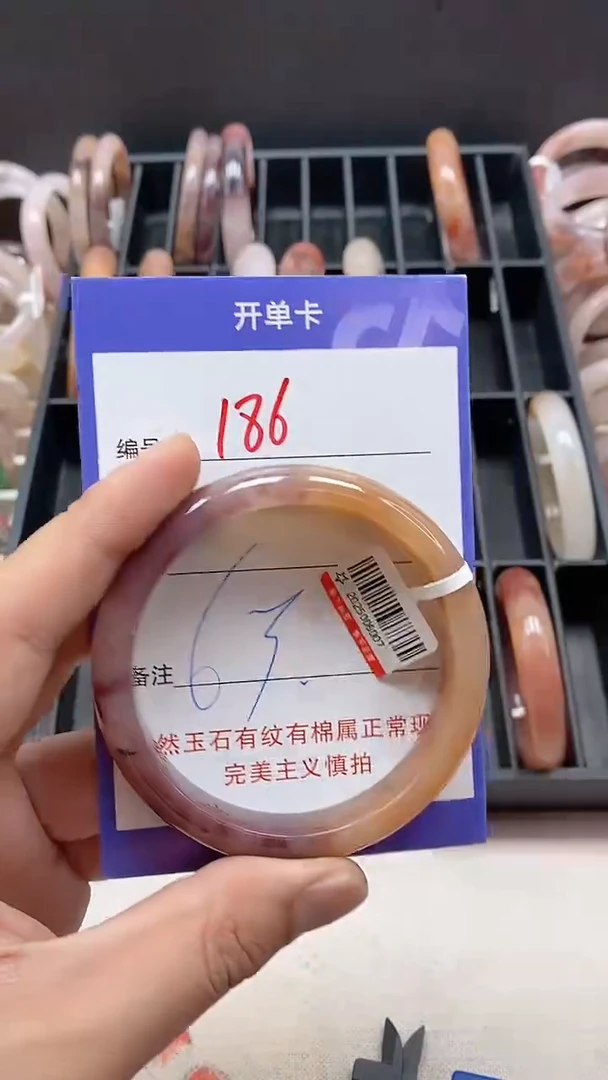 开单卡
编号 186
63.
备注
然玉石有纹有棉属正常现
完美主义慎拍
2025006007